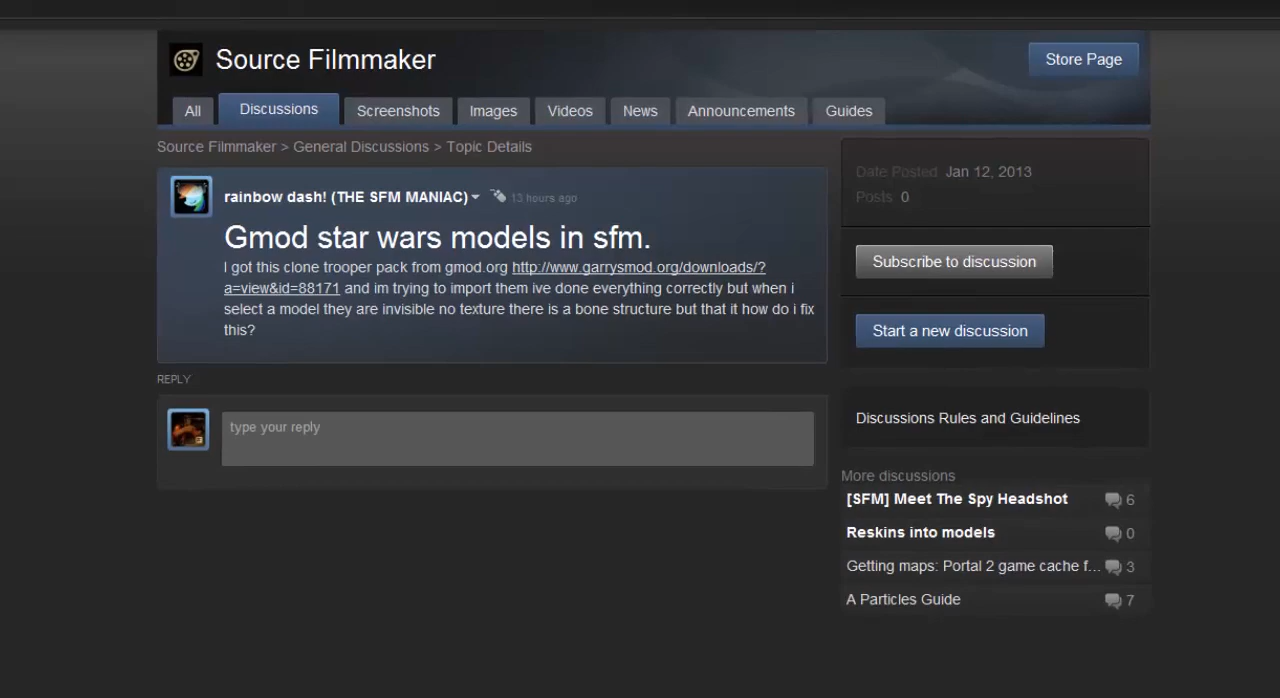 Source Filmmaker
Store Page
All
Discussions
Screenshots
Images
Videos
News
Announcements
Guides
Source Filmmaker > General Discussions > Topic Details
rainbow dash! (THE SFM MANIAC)
13 hours ago
Gmod star wars models in sfm.
I got this clone trooper pack from gmod.org http://www.garrysmod.org/downloads/?
a=view&id=88171 and im trying to import them ive done everything correctly but when i
select a model they are invisible no texture there is a bone structure but that it how do i fix
this?
REPLY
type your reply
Date Posted Jan 12, 2013
Posts 0
Subscribe to discussion
Start a new discussion
Discussions Rules and Guidelines
More discussions
[SFM] Meet The Spy Headshot 6
Reskins into models 0
Getting maps: Portal 2 game cache f... 3
A Particles Guide 7